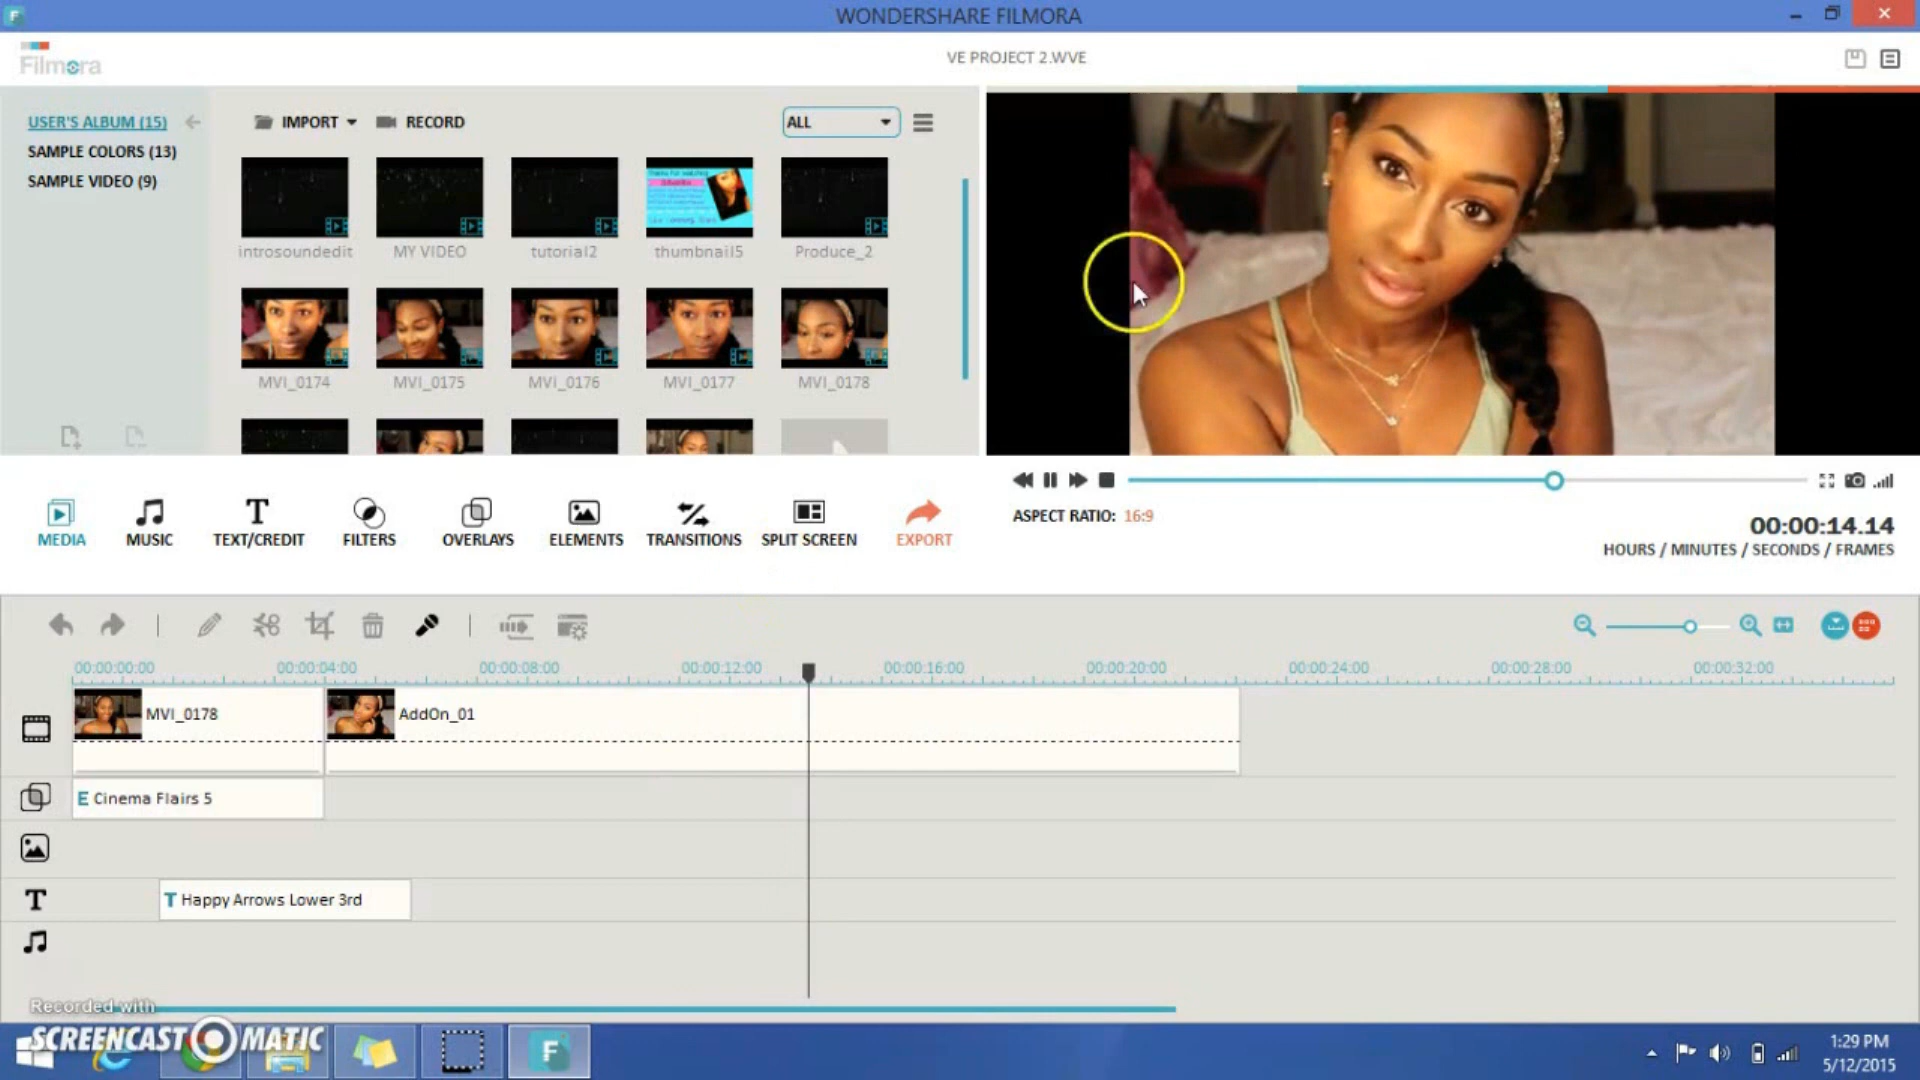 WONDERSHARE FILMORA
Filmora
VE PROJECT 2.WVE
USER'S ALBUM (15)
SAMPLE COLORS (13)
SAMPLE VIDEO (9)
IMPORT
RECORD
ALL
introsoundedit
MY VIDEO
tutorial2
thumbnail5
Produce_2
MVI_0174
MVI_0175
MVI_0176
MVI_0177
MVI_0178
MEDIA
MUSIC
TEXT/CREDIT
FILTERS
OVERLAYS
ELEMENTS
TRANSITIONS
SPLIT SCREEN
EXPORT
ASPECT RATIO: 16:9
00:00:14.14
HOURS / MINUTES / SECONDS / FRAMES
00:00:00:00
00:00:04:00
00:00:08:00
00:00:12:00
00:00:16:00
00:00:20:00
00:00:24:00
00:00:28:00
00:00:32:00
MVI_0178
AddOn_01
E Cinema Flairs 5
T Happy Arrows Lower 3rd
Recorded with
SCREENCAST MATIC
1:29 PM
5/12/2015